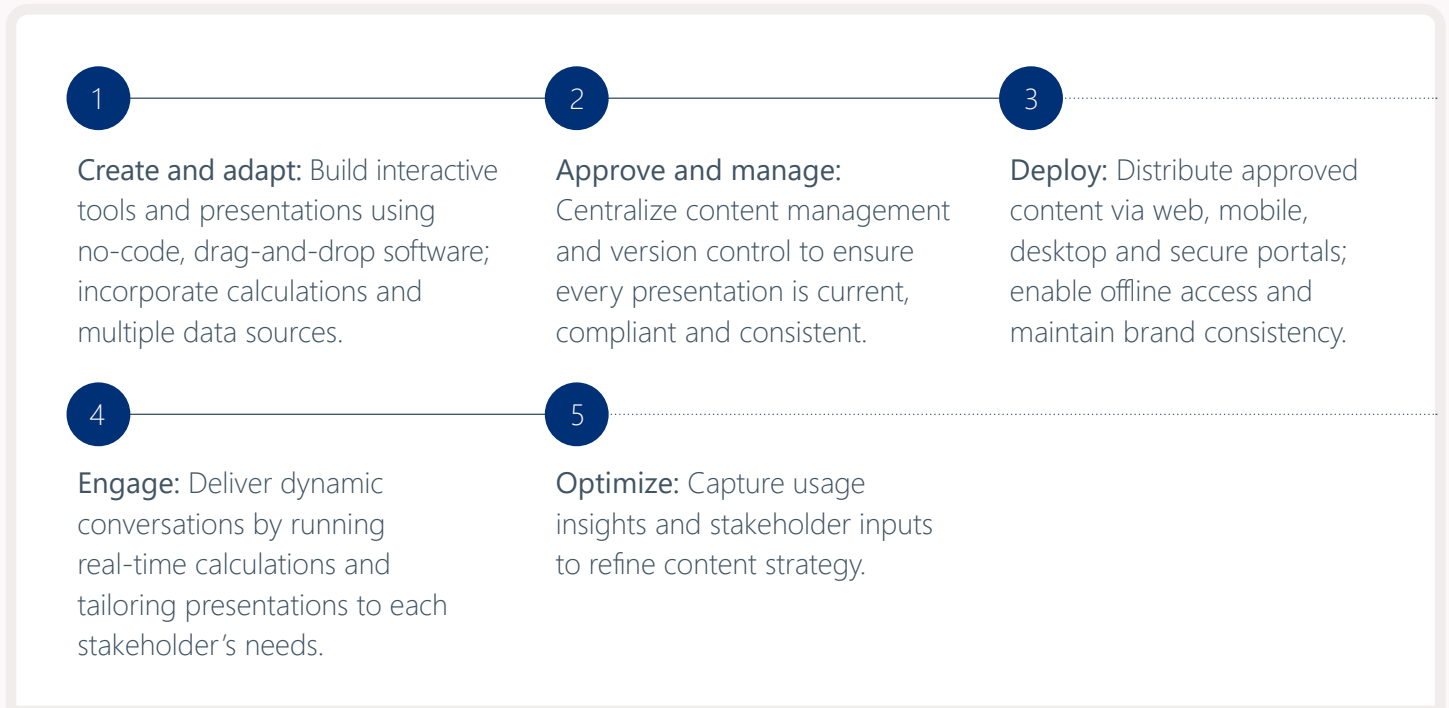 1
Create and adapt: Build interactive
tools and presentations using
no-code, drag-and-drop software;
incorporate calculations and
multiple data sources.
2
Approve and manage:
Centralize content management
and version control to ensure
every presentation is current,
compliant and consistent.
3
Deploy: Distribute approved
content via web, mobile,
desktop and secure portals;
enable offline access and
maintain brand consistency.
4
Engage: Deliver dynamic
conversations by running
real-time calculations and
tailoring presentations to each
stakeholder’s needs.
5
Optimize: Capture usage
insights and stakeholder inputs
to refine content strategy.